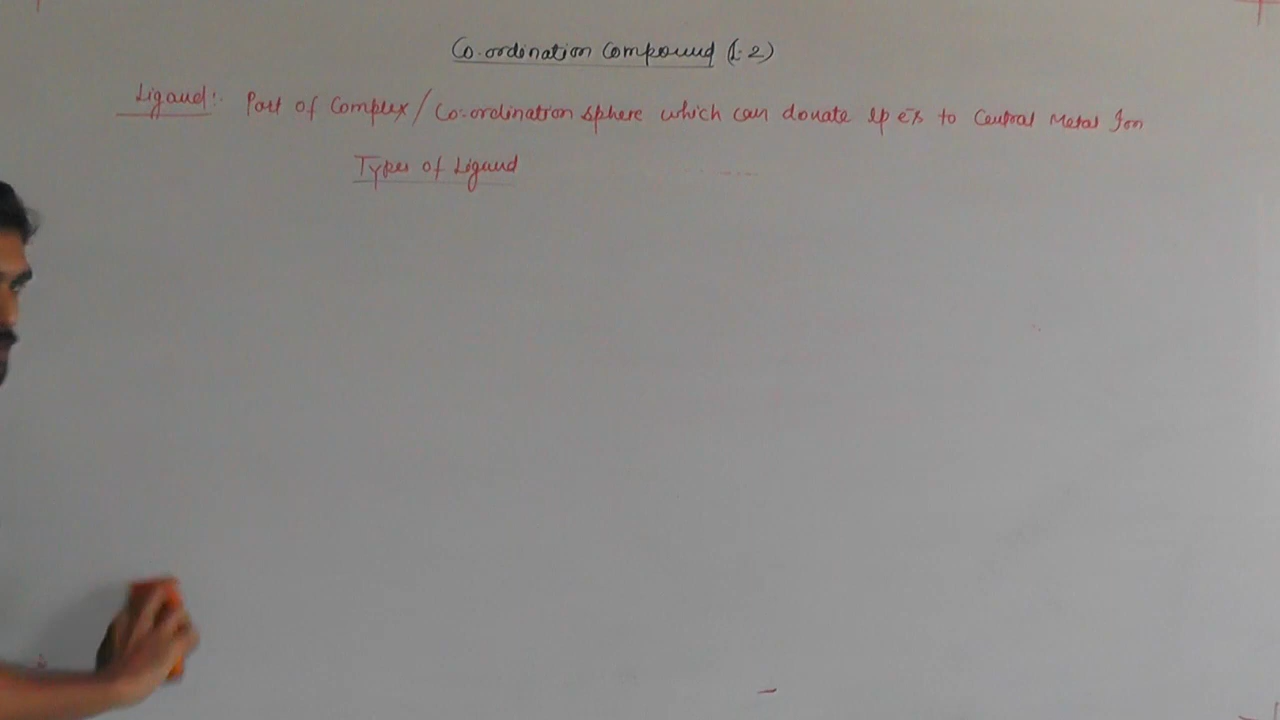 Co-ordination Compound (L-2)
Ligand:- Part of Complex/Co-ordination sphere which can donate lp e⁻s to Central Metal Ion
Types of Ligand